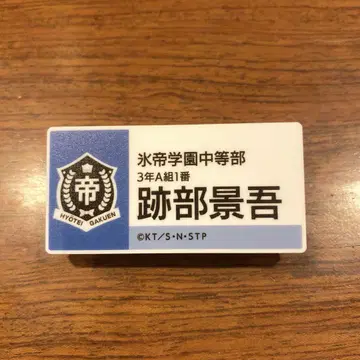 帝
HYŌTEI GAKUEN
氷帝学園中等部
3年A組1番
跡部景吾
©KT/S・N・STP